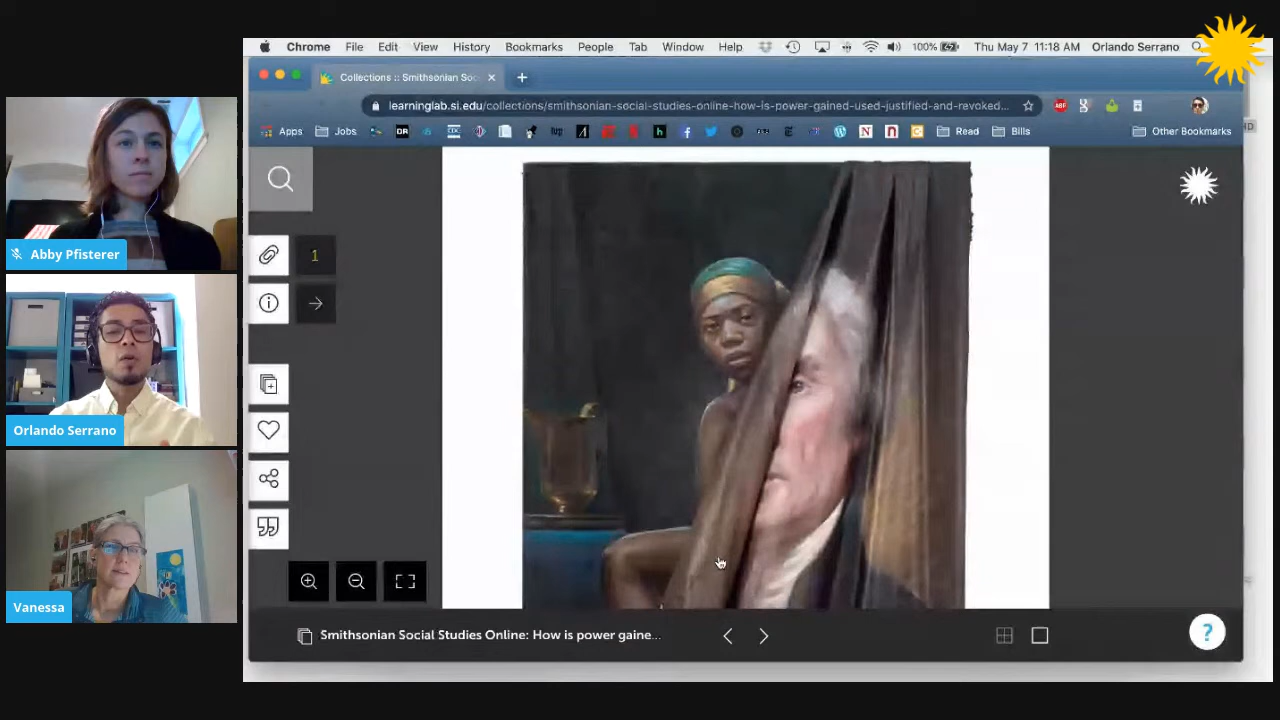 Chrome File Edit View History Bookmarks People Tab Window Help 100% Thu May 7 11:18 AM Orlando Serrano
Collections :: Smithsonian Soc
learninglab.si.edu/collections/smithsonian-social-studies-online-how-is-power-gained-used-justified-and-revoked...
Apps Jobs DR Read Bills Other Bookmarks
1
Abby Pfisterer
Orlando Serrano
Vanessa
Smithsonian Social Studies Online: How is power gaine...
?